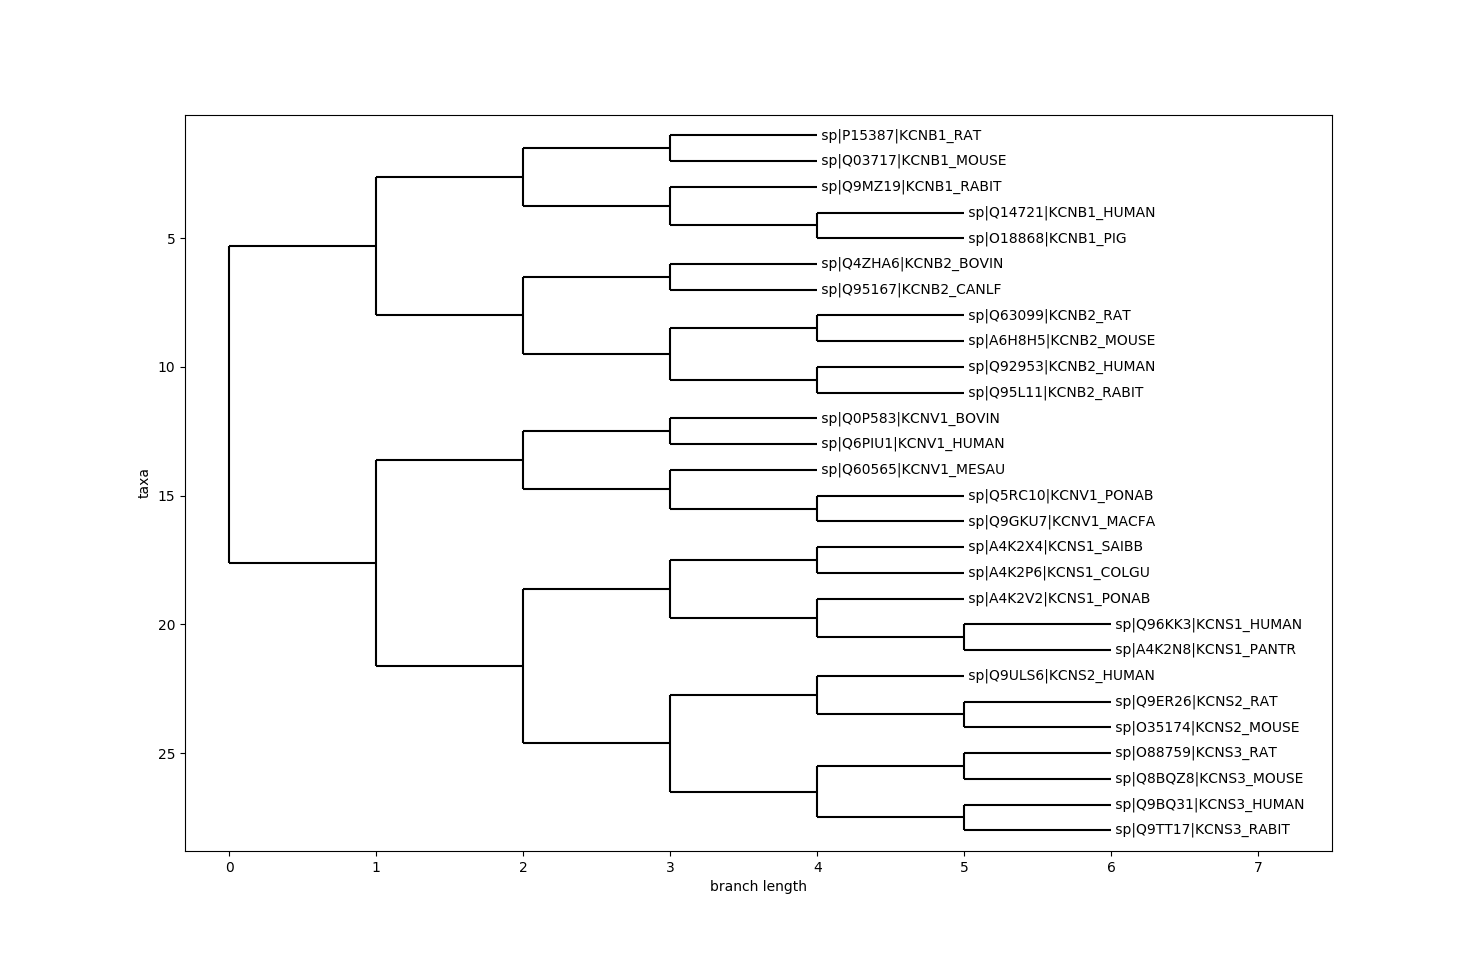 sp|P15387|KCNB1_RAT
sp|Q03717|KCNB1_MOUSE
sp|Q9MZ19|KCNB1_RABIT
sp|Q14721|KCNB1_HUMAN
5
sp|O18868|KCNB1_PIG
sp|Q4ZHA6|KCNB2_BOVIN
sp|Q95167|KCNB2_CANLF
sp|Q63099|KCNB2_RAT
sp|A6H8H5|KCNB2_MOUSE
10
sp|Q92953|KCNB2_HUMAN
sp|Q95L11|KCNB2_RABIT
sp|Q0P583|KCNV1_BOVIN
sp|Q6PIU1|KCNV1_HUMAN
sp|Q60565|KCNV1_MESAU
taxa
15
sp|Q5RC10|KCNV1_PONAB
sp|Q9GKU7|KCNV1_MACFA
sp|A4K2X4|KCNS1_SAIBB
sp|A4K2P6|KCNS1_COLGU
sp|A4K2V2|KCNS1_PONAB
20
sp|Q96KK3|KCNS1_HUMAN
sp|A4K2N8|KCNS1_PANTR
sp|Q9ULS6|KCNS2_HUMAN
sp|Q9ER26|KCNS2_RAT
sp|O35174|KCNS2_MOUSE
25
sp|O88759|KCNS3_RAT
sp|Q8BQZ8|KCNS3_MOUSE
sp|Q9BQ31|KCNS3_HUMAN
sp|Q9TT17|KCNS3_RABIT
0 1 2 3 4 5 6 7
branch length